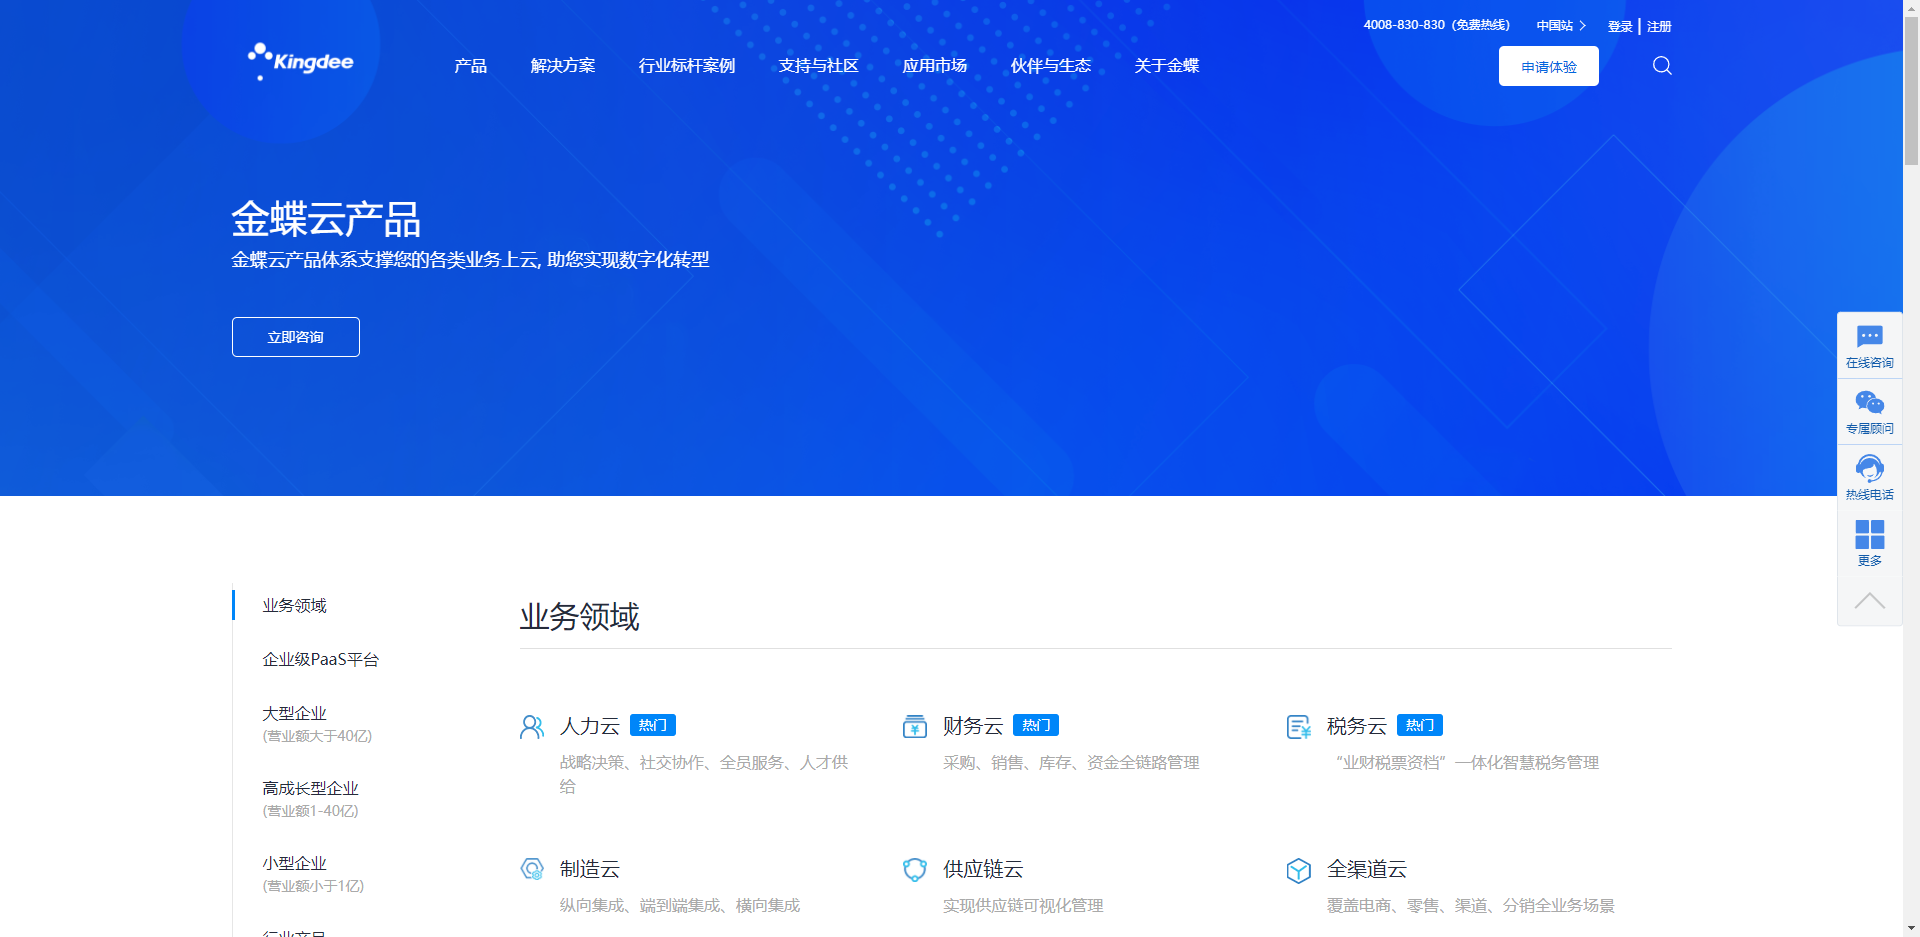 4008-830-830（免费热线）
中国站
登录
注册
Kingdee
产品
解决方案
行业标杆案例
支持与社区
应用市场
伙伴与生态
关于金蝶
申请体验
金蝶云产品
金蝶云产品体系支撑您的各类业务上云, 助您实现数字化转型
立即咨询
在线咨询
专属顾问
热线电话
更多
业务领域
企业级PaaS平台
大型企业
(营业额大于40亿)
高成长型企业
(营业额1-40亿)
小型企业
(营业额小于1亿)
行业产品
业务领域
人力云 热门
战略决策、社交协作、全员服务、人才供
给
财务云 热门
采购、销售、库存、资金全链路管理
税务云 热门
“业财税票资档”一体化智慧税务管理
制造云
纵向集成、端到端集成、横向集成
供应链云
实现供应链可视化管理
全渠道云
覆盖电商、零售、渠道、分销全业务场景